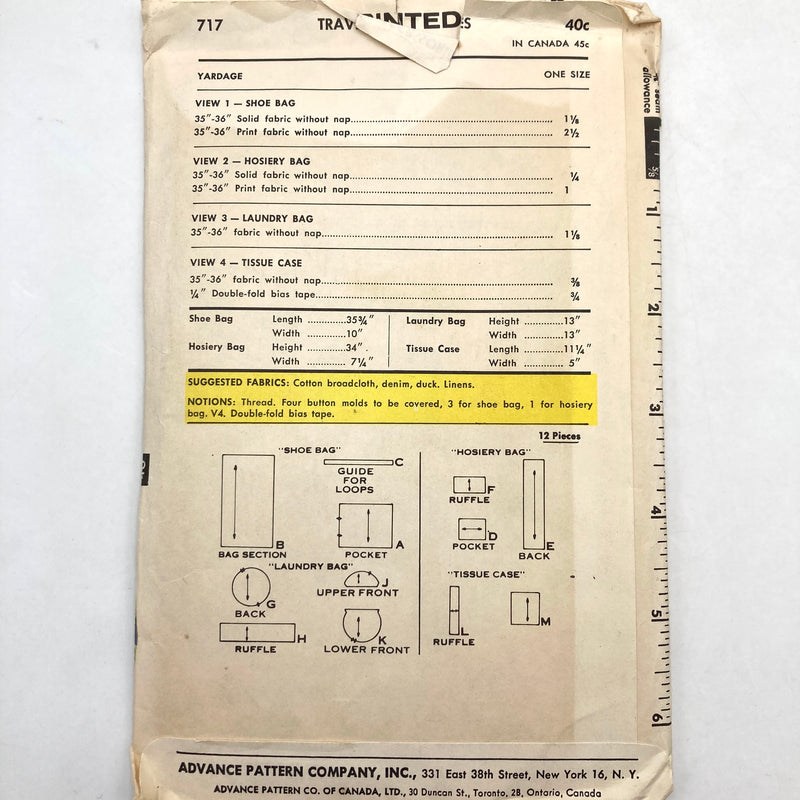 717
TRAV
PRINTED
S
40c
IN CANADA 45c
YARDAGE ONE SIZE
VIEW 1 — SHOE BAG
35"-36" Solid fabric without nap 1⅛
35"-36" Print fabric without nap 2½
VIEW 2 — HOSIERY BAG
35"-36" Solid fabric without nap ¼
35"-36" Print fabric without nap 1
VIEW 3 — LAUNDRY BAG
35"-36" fabric without nap 1⅛
VIEW 4 — TISSUE CASE
35"-36" fabric without nap ⅜
¼" Double-fold bias tape ¾
Shoe Bag Length 35¾" Laundry Bag Height 13"
Width 10" Width 13"
Hosiery Bag Height 34" Tissue Case Length 11¼"
Width 7¼" Width 5"
SUGGESTED FABRICS: Cotton broadcloth, denim, duck. Linens.
NOTIONS: Thread. Four button molds to be covered, 3 for shoe bag, 1 for hosiery
bag. V4. Double-fold bias tape.
12 Pieces
"SHOE BAG"
C
GUIDE
FOR
LOOPS
B
BAG SECTION
A
POCKET
"HOSIERY BAG"
F
RUFFLE
D
POCKET
E
BACK
"LAUNDRY BAG"
G
BACK
J
UPPER FRONT
H
RUFFLE
K
LOWER FRONT
"TISSUE CASE"
L
RUFFLE
M
ADVANCE PATTERN COMPANY, INC., 331 East 38th Street, New York 16, N. Y.
ADVANCE PATTERN CO. OF CANADA, LTD., 30 Duncan St., Toronto, 2B, Ontario, Canada
seam
allowance
5/8
1
2
3
4
5
6